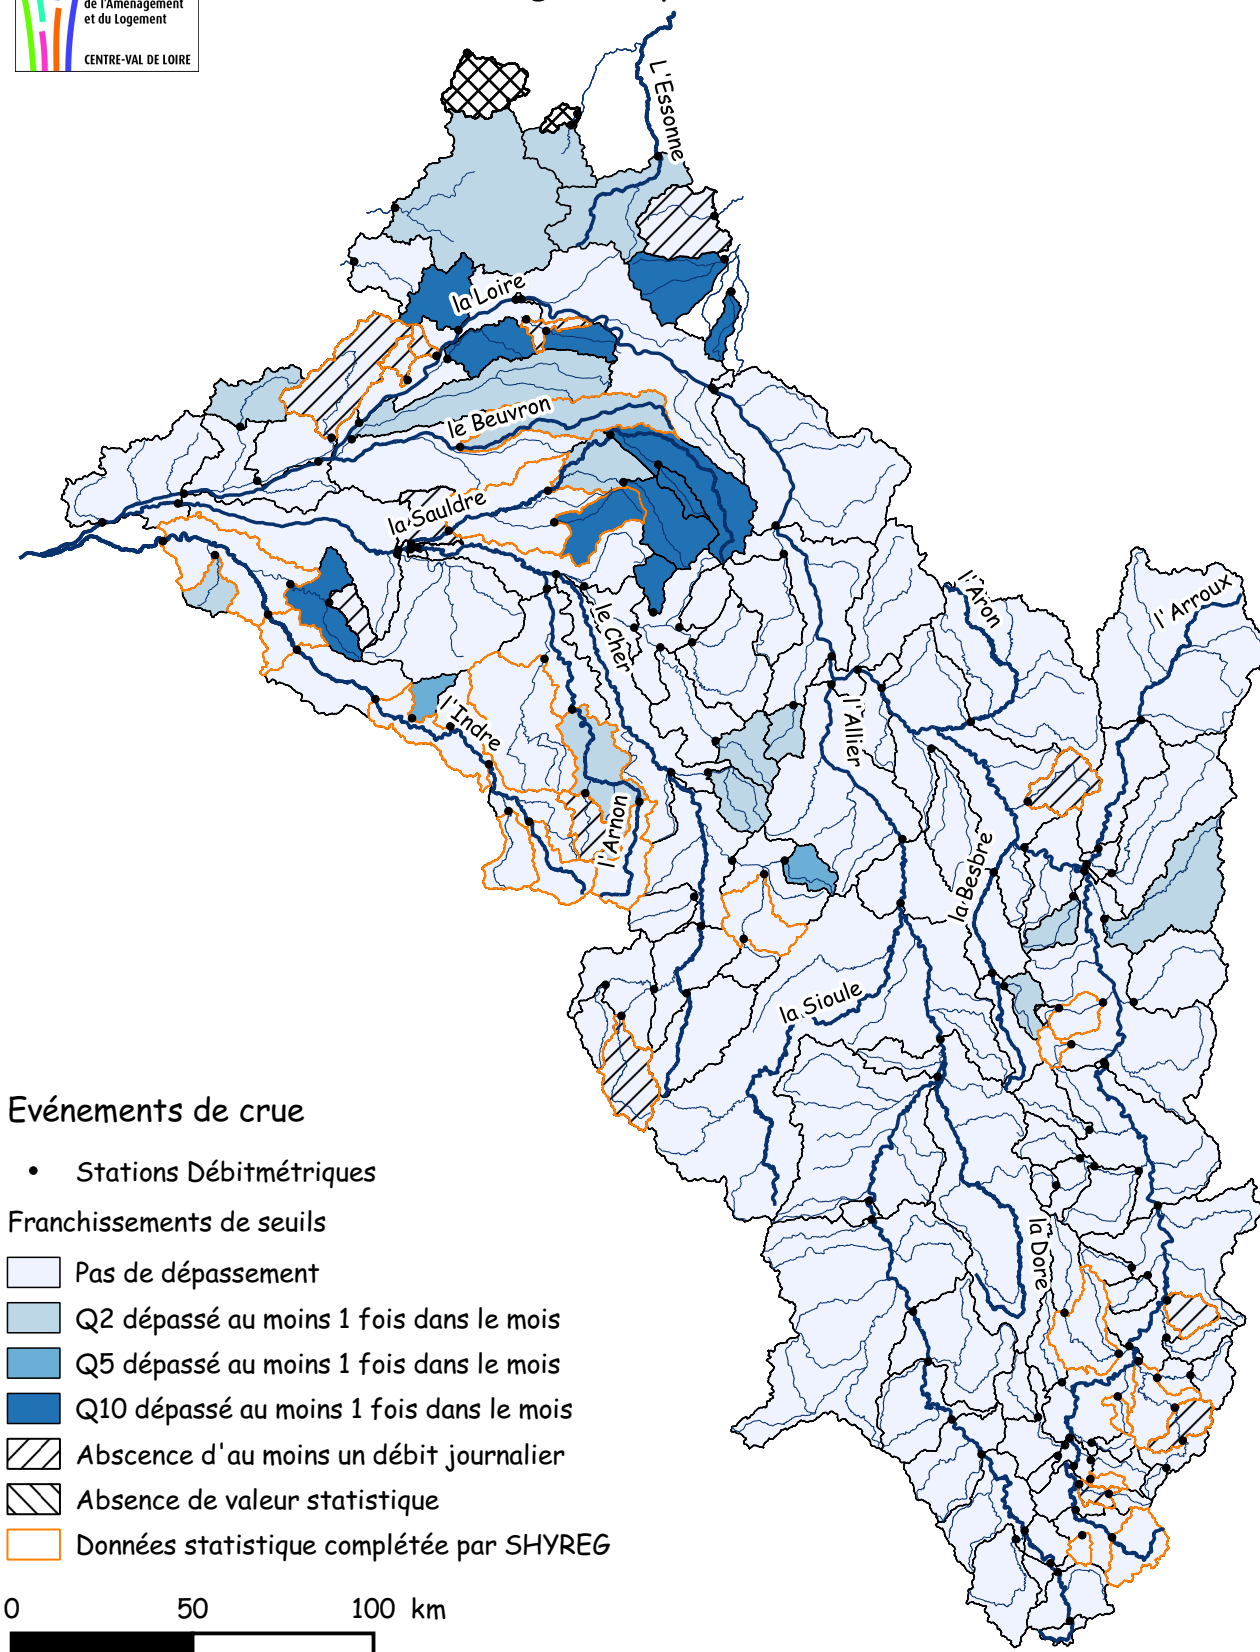 de l'Aménagement
et du Logement
CENTRE-VAL DE LOIRE
L'Essonne
la Loire
le Beuvron
la Sauldre
le Cher
l'Aron
l' Arroux
l'Indre
l'Allier
l'Arnon
la Besbre
la Sioule
la Dore
Evénements de crue
Stations Débitmétriques
Franchissements de seuils
Pas de dépassement
Q2 dépassé au moins 1 fois dans le mois
Q5 dépassé au moins 1 fois dans le mois
Q10 dépassé au moins 1 fois dans le mois
Abscence d'au moins un débit journalier
Absence de valeur statistique
Données statistique complétée par SHYREG
0 50 100 km